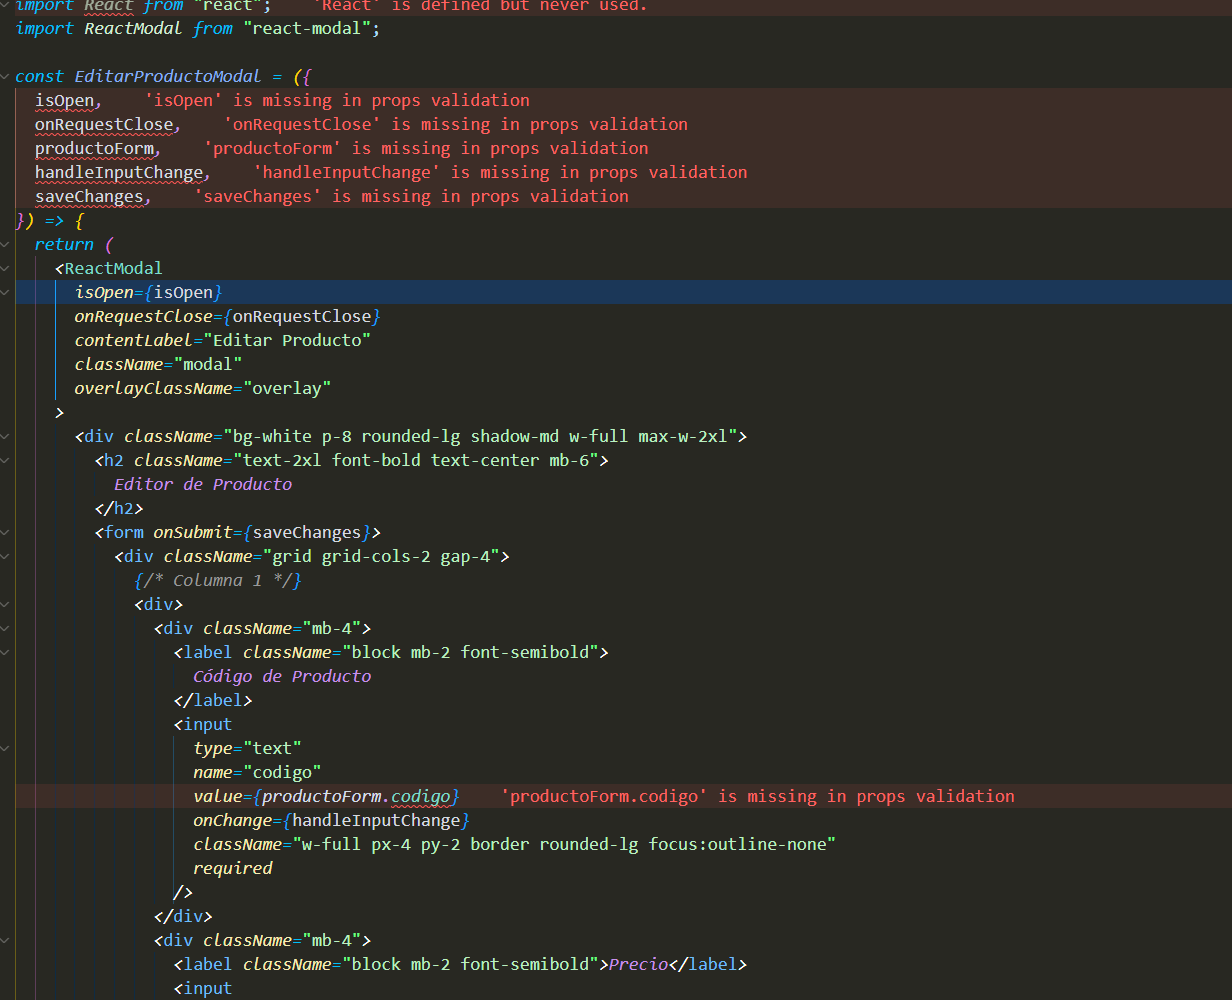 import React from "react";    'React' is defined but never used.
import ReactModal from "react-modal";
const EditarProductoModal = ({
isOpen,    'isOpen' is missing in props validation
onRequestClose,    'onRequestClose' is missing in props validation
productoForm,    'productoForm' is missing in props validation
handleInputChange,    'handleInputChange' is missing in props validation
saveChanges,    'saveChanges' is missing in props validation
}) => {
return (
<ReactModal
isOpen={isOpen}
onRequestClose={onRequestClose}
contentLabel="Editar Producto"
className="modal"
overlayClassName="overlay"
>
<div className="bg-white p-8 rounded-lg shadow-md w-full max-w-2xl">
<h2 className="text-2xl font-bold text-center mb-6">
Editor de Producto
</h2>
<form onSubmit={saveChanges}>
<div className="grid grid-cols-2 gap-4">
{/* Columna 1 */}
<div>
<div className="mb-4">
<label className="block mb-2 font-semibold">
Código de Producto
</label>
<input
type="text"
name="codigo"
value={productoForm.codigo}    'productoForm.codigo' is missing in props validation
onChange={handleInputChange}
className="w-full px-4 py-2 border rounded-lg focus:outline-none"
required
/>
</div>
<div className="mb-4">
<label className="block mb-2 font-semibold">Precio</label>
<input